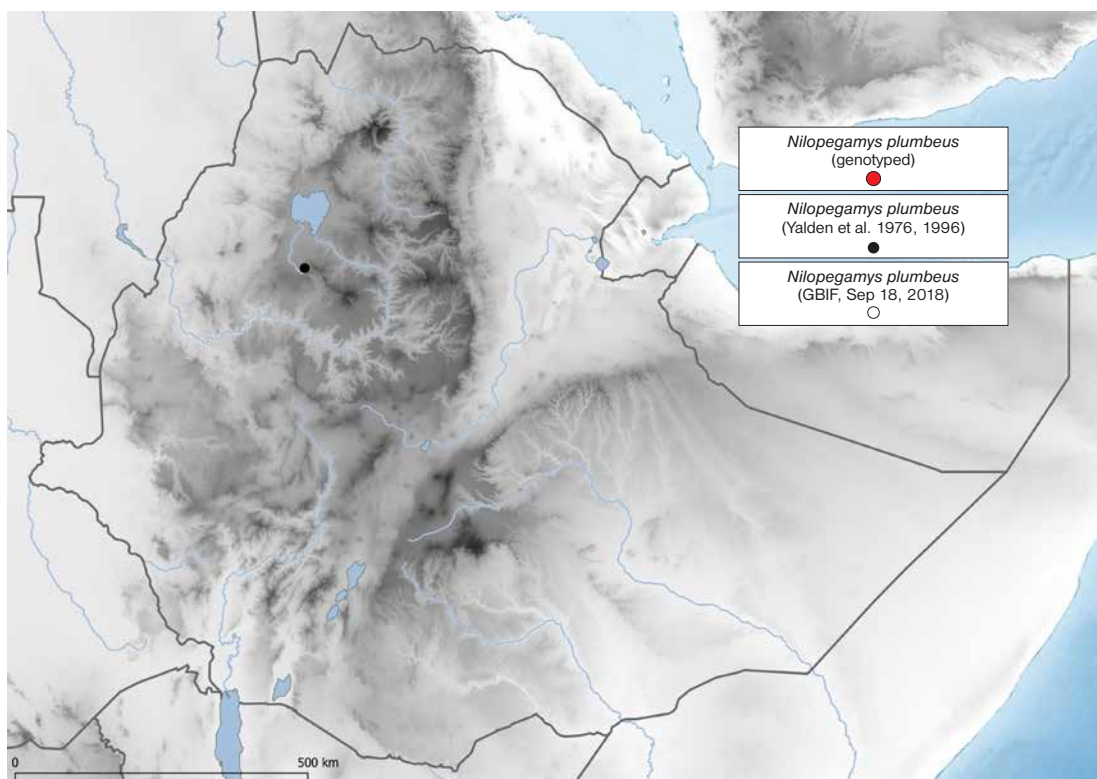 Nilopegamys plumbeus
(genotyped)
Nilopegamys plumbeus
(Yalden et al. 1976, 1996)
Nilopegamys plumbeus
(GBIF, Sep 18, 2018)
0
500 km